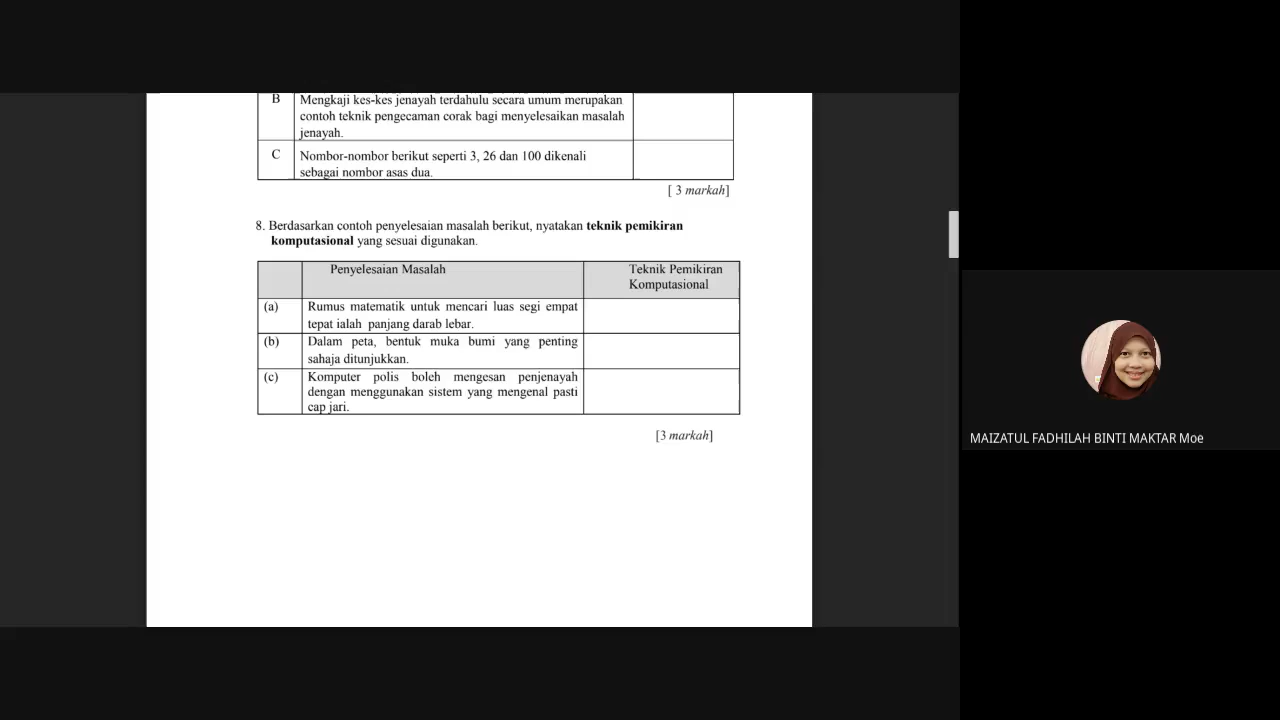 B
Mengkaji kes-kes jenayah terdahulu secara umum merupakan
contoh teknik pengecaman corak bagi menyelesaikan masalah
jenayah.
C
Nombor-nombor berikut seperti 3, 26 dan 100 dikenali
sebagai nombor asas dua.
[ 3 markah]
8. Berdasarkan contoh penyelesaian masalah berikut, nyatakan teknik pemikiran
komputasional yang sesuai digunakan.
Penyelesaian Masalah
Teknik Pemikiran
Komputasional
(a)
Rumus matematik untuk mencari luas segi empat
tepat ialah panjang darab lebar.
(b)
Dalam peta, bentuk muka bumi yang penting
sahaja ditunjukkan.
(c)
Komputer polis boleh mengesan penjenayah
dengan menggunakan sistem yang mengenal pasti
cap jari.
[3 markah]
MAIZATUL FADHILAH BINTI MAKTAR Moe